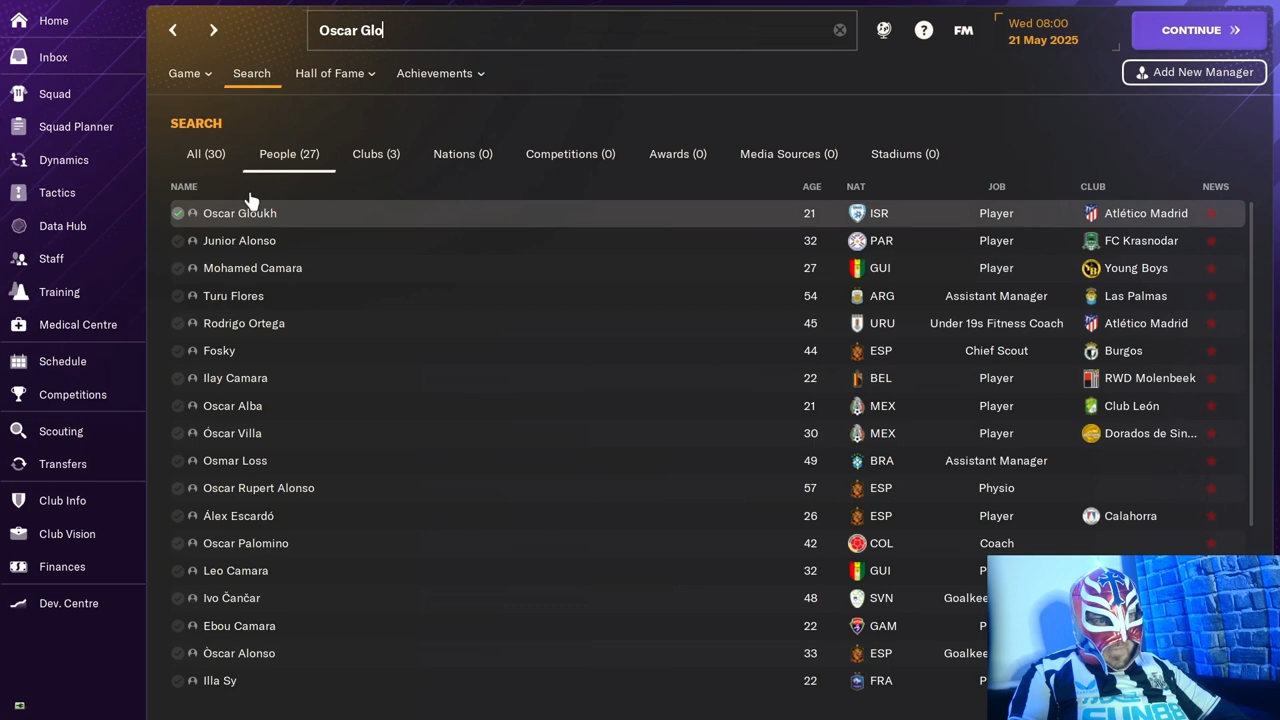 Home
Inbox
Squad
Squad Planner
Dynamics
Tactics
Data Hub
Staff
Training
Medical Centre
Schedule
Competitions
Scouting
Transfers
Club Info
Club Vision
Finances
Dev. Centre
Oscar Glo
?
FM
Wed 08:00
21 May 2025
CONTINUE
Game Search Hall of Fame Achievements
Add New Manager
SEARCH
All (30) People (27) Clubs (3) Nations (0) Competitions (0) Awards (0) Media Sources (0) Stadiums (0)
NAME AGE NAT JOB CLUB NEWS
Oscar Gloukh 21 ISR Player Atlético Madrid
Junior Alonso 32 PAR Player FC Krasnodar
Mohamed Camara 27 GUI Player Young Boys
Turu Flores 54 ARG Assistant Manager Las Palmas
Rodrigo Ortega 45 URU Under 19s Fitness Coach Atlético Madrid
Fosky 44 ESP Chief Scout Burgos
Ilay Camara 22 BEL Player RWD Molenbeek
Oscar Alba 21 MEX Player Club León
Óscar Villa 30 MEX Player Dorados de Sin...
Osmar Loss 49 BRA Assistant Manager
Oscar Rupert Alonso 57 ESP Physio
Álex Escardó 26 ESP Player Calahorra
Oscar Palomino 42 COL Coach
Leo Camara 32 GUI P
Ivo Čančar 48 SVN Goalkee
Ebou Camara 22 GAM P
Òscar Alonso 33 ESP Goalkee
Illa Sy 22 FRA P